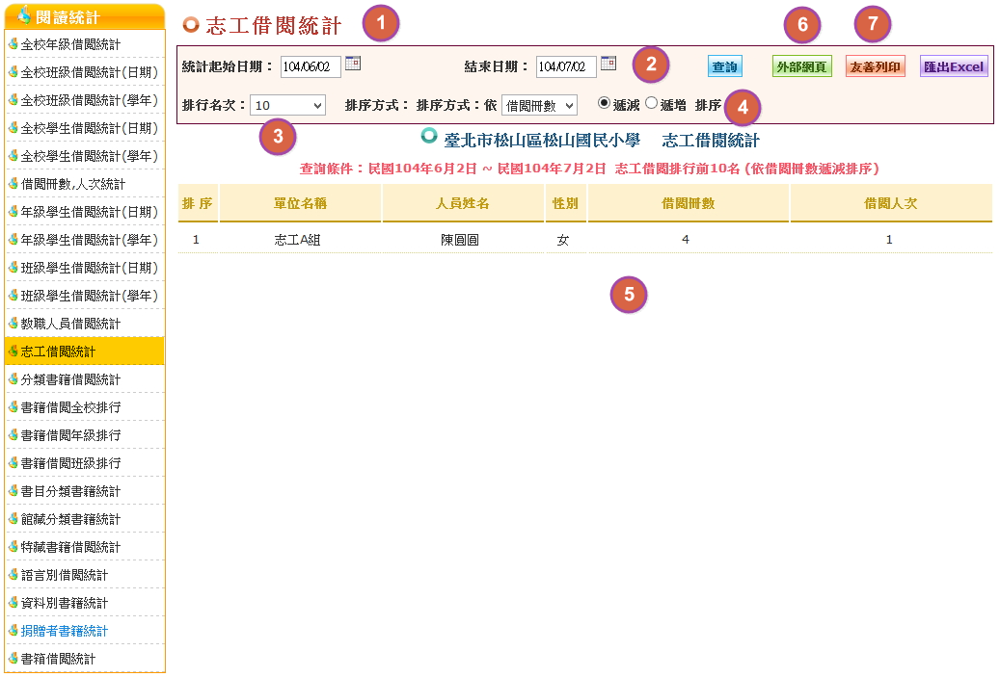 閱讀統計
全校年級借閱統計
全校班級借閱統計(日期)
全校班級借閱統計(學年)
全校學生借閱統計(日期)
全校學生借閱統計(學年)
借閱冊數,人次統計
年級學生借閱統計(日期)
年級學生借閱統計(學年)
班級學生借閱統計(日期)
班級學生借閱統計(學年)
教職人員借閱統計
志工借閱統計
分類書籍借閱統計
書籍借閱全校排行
書籍借閱年級排行
書籍借閱班級排行
書目分類書籍統計
館藏分類書籍統計
特藏書籍借閱統計
語言別借閱統計
資料別書籍統計
捐贈者書籍統計
書箱借閱統計
志工借閱統計 1 6 7
統計起始日期： 104/06/02 結束日期： 104/07/02 2 查詢 外部網頁 友善列印 匯出Excel
排行名次： 10 排序方式： 排序方式：依 借閱冊數 遞減 遞增 排序 4
3
臺北市松山區松山國民小學 志工借閱統計
查詢條件：民國104年6月2日 ~ 民國104年7月2日 志工借閱排行前10名 (依借閱冊數遞減排序)
排 序 單位名稱 人員姓名 性別 借閱冊數 借閱人次
1 志工A組 陳圓圓 女 4 1
5